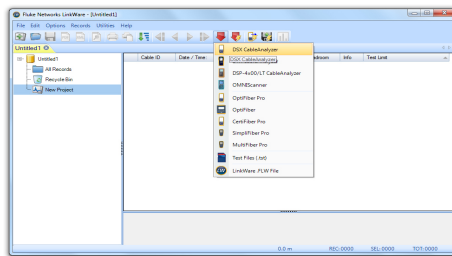 Fluke Networks LinkWare - [Untitled1]
File Edit Options Records Utilities Help
Untitled1
Untitled1
All Records
Recycle Bin
New Project
Cable ID Date / Time: Headroom Info Test Limit
DSX CableAnalyzer
DSX CableAnalyzer
DSP-4x00/LT CableAnalyzer
OMNIScanner
OptiFiber Pro
OptiFiber
CertiFiber Pro
SimpliFiber Pro
MultiFiber Pro
Test Files (.tst)
LinkWare .FLW File
0.0 m REC:0000 SEL:0000 TOT:0000